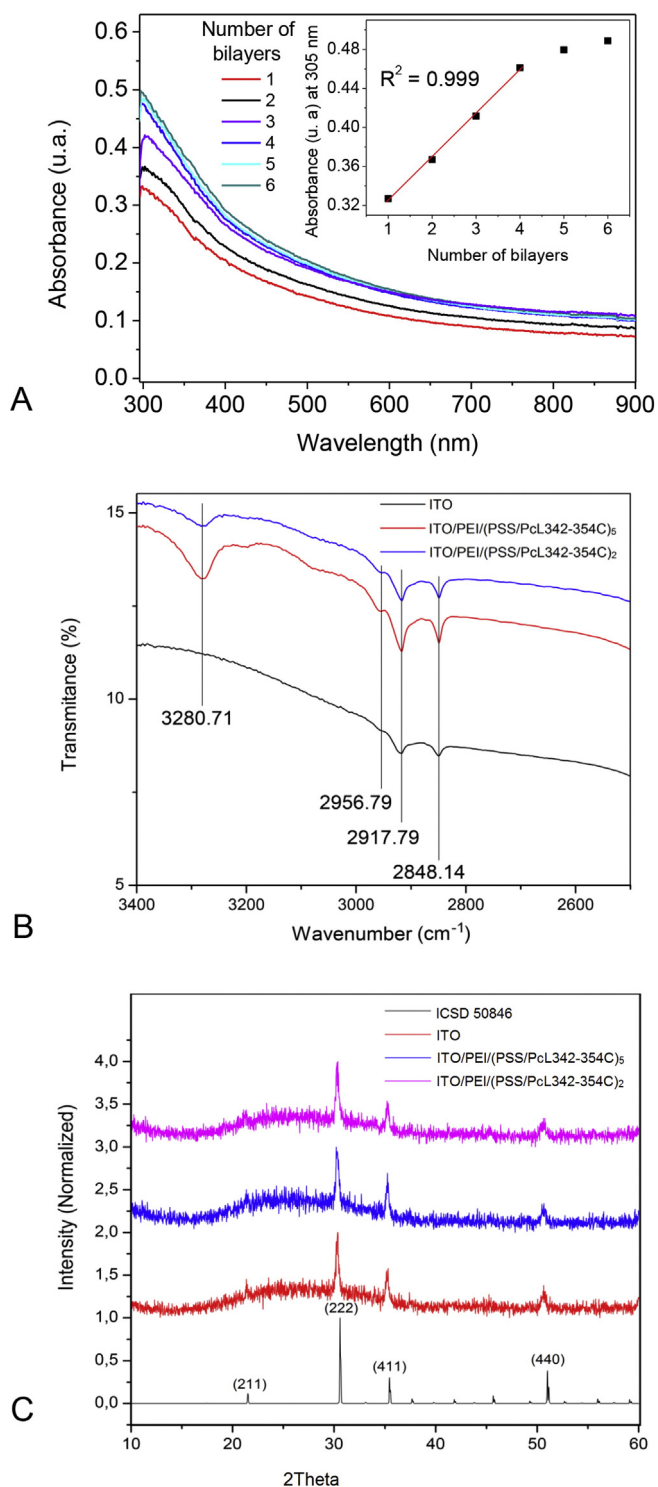 A
Number of
bilayers
1
2
3
4
5
6
Absorbance (u.a.)
0.6
0.5
0.4
0.3
0.2
0.1
0.0
300 400 500 600 700 800 900
Wavelength (nm)
Absorbance (u. a) at 305 nm
0.48
0.44
0.40
0.36
0.32
R² = 0.999
1 2 3 4 5 6
Number of bilayers
B
ITO
ITO/PEI/(PSS/PcL342-354C)₅
ITO/PEI/(PSS/PcL342-354C)₂
Transmitance (%)
15
10
5
3280.71
2956.79
2917.79
2848.14
3400 3200 3000 2800 2600
Wavenumber (cm⁻¹)
C
ICSD 50846
ITO
ITO/PEI/(PSS/PcL342-354C)₅
ITO/PEI/(PSS/PcL342-354C)₂
Intensity (Normalized)
4,0
3,5
3,0
2,5
2,0
1,5
1,0
0,5
0,0
(211)
(222)
(411)
(440)
10 20 30 40 50 60
2Theta